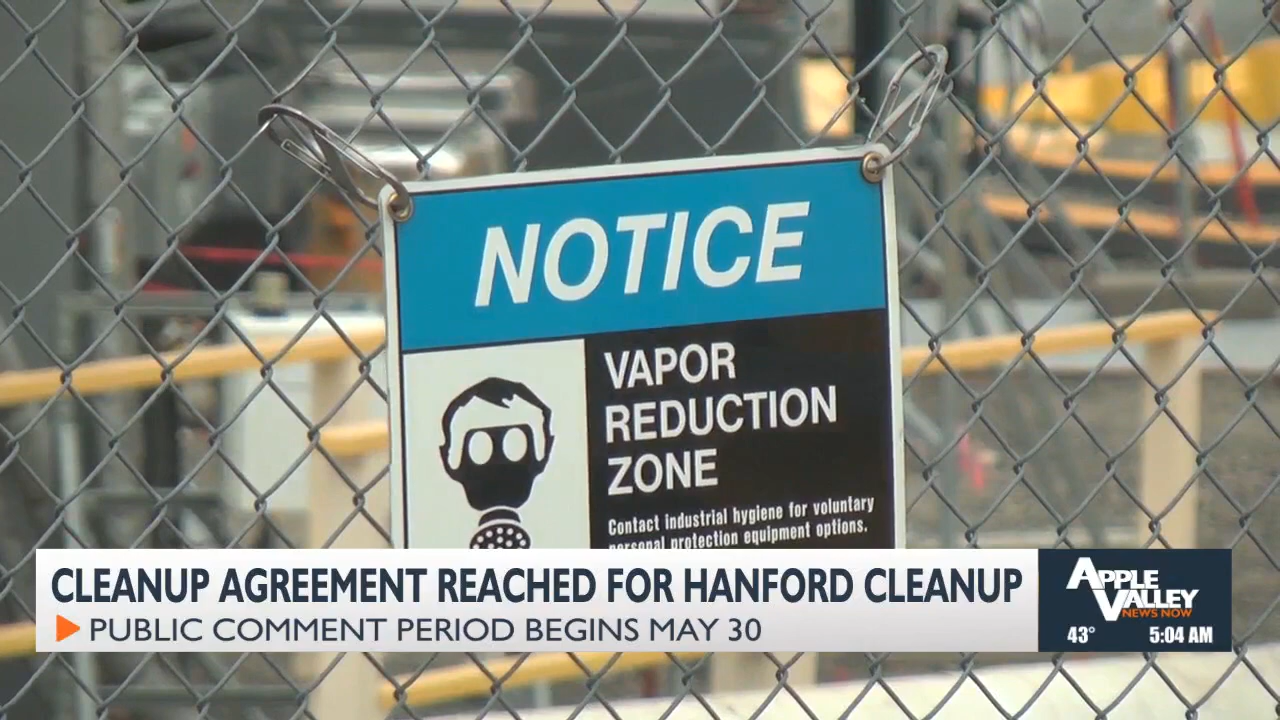 NOTICE
VAPOR
REDUCTION
ZONE
Contact industrial hygiene for voluntary
personal protection equipment options.
CLEANUP AGREEMENT REACHED FOR HANFORD CLEANUP
PUBLIC COMMENT PERIOD BEGINS MAY 30
APPLE
VALLEY
NEWS NOW
43° 5:04 AM